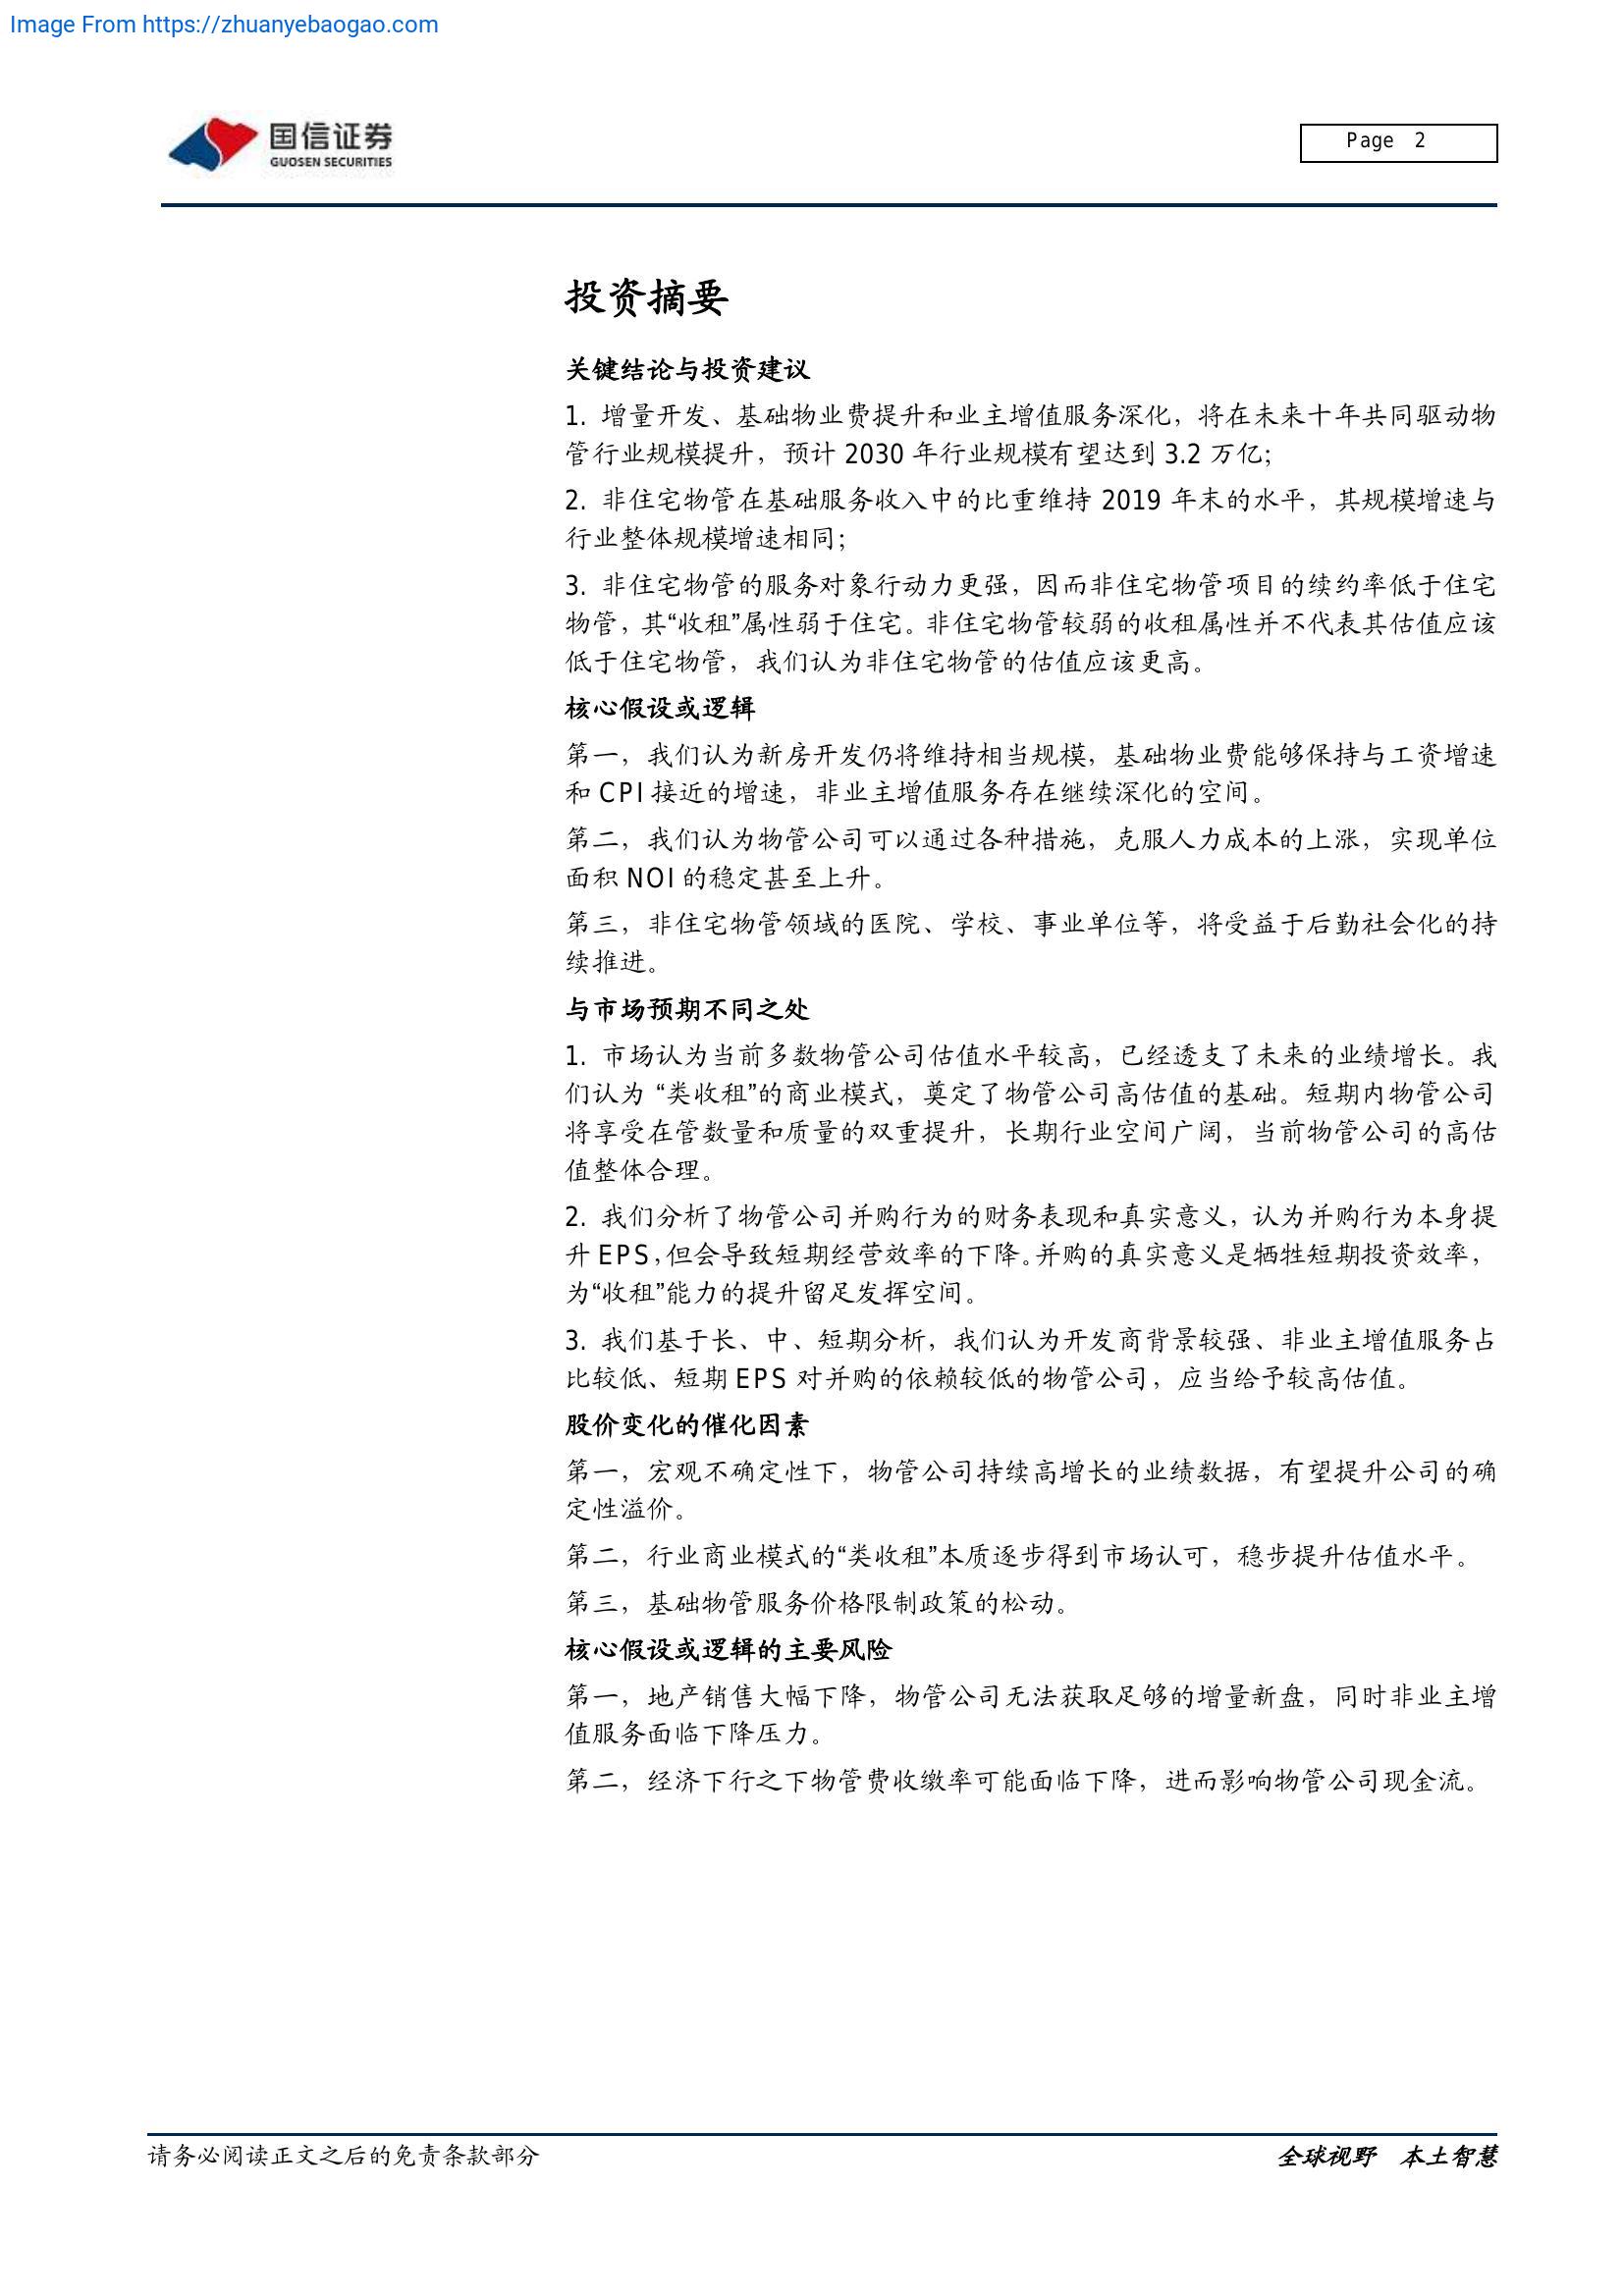 Image From https://zhuanyebaogao.com
国信证券
GUOSEN SECURITIES
Page 2
投资摘要
关键结论与投资建议
1. 增量开发、基础物业费提升和业主增值服务深化，将在未来十年共同驱动物
管行业规模提升，预计 2030 年行业规模有望达到 3.2 万亿；
2. 非住宅物管在基础服务收入中的比重维持 2019 年末的水平，其规模增速与
行业整体规模增速相同；
3. 非住宅物管的服务对象行动力更强，因而非住宅物管项目的续约率低于住宅
物管，其“收租”属性弱于住宅。非住宅物管较弱的收租属性并不代表其估值应该
低于住宅物管，我们认为非住宅物管的估值应该更高。
核心假设或逻辑
第一，我们认为新房开发仍将维持相当规模，基础物业费能够保持与工资增速
和 CPI 接近的增速，非业主增值服务存在继续深化的空间。
第二，我们认为物管公司可以通过各种措施，克服人力成本的上涨，实现单位
面积 NOI 的稳定甚至上升。
第三，非住宅物管领域的医院、学校、事业单位等，将受益于后勤社会化的持
续推进。
与市场预期不同之处
1. 市场认为当前多数物管公司估值水平较高，已经透支了未来的业绩增长。我
们认为 “类收租”的商业模式，奠定了物管公司高估值的基础。短期内物管公司
将享受在管数量和质量的双重提升，长期行业空间广阔，当前物管公司的高估
值整体合理。
2. 我们分析了物管公司并购行为的财务表现和真实意义，认为并购行为本身提
升 EPS，但会导致短期经营效率的下降。并购的真实意义是牺牲短期投资效率，
为“收租”能力的提升留足发挥空间。
3. 我们基于长、中、短期分析，我们认为开发商背景较强、非业主增值服务占
比较低、短期 EPS 对并购的依赖较低的物管公司，应当给予较高估值。
股价变化的催化因素
第一，宏观不确定性下，物管公司持续高增长的业绩数据，有望提升公司的确
定性溢价。
第二，行业商业模式的“类收租”本质逐步得到市场认可，稳步提升估值水平。
第三，基础物管服务价格限制政策的松动。
核心假设或逻辑的主要风险
第一，地产销售大幅下降，物管公司无法获取足够的增量新盘，同时非业主增
值服务面临下降压力。
第二，经济下行之下物管费收缴率可能面临下降，进而影响物管公司现金流。
请务必阅读正文之后的免责条款部分
全球视野 本土智慧